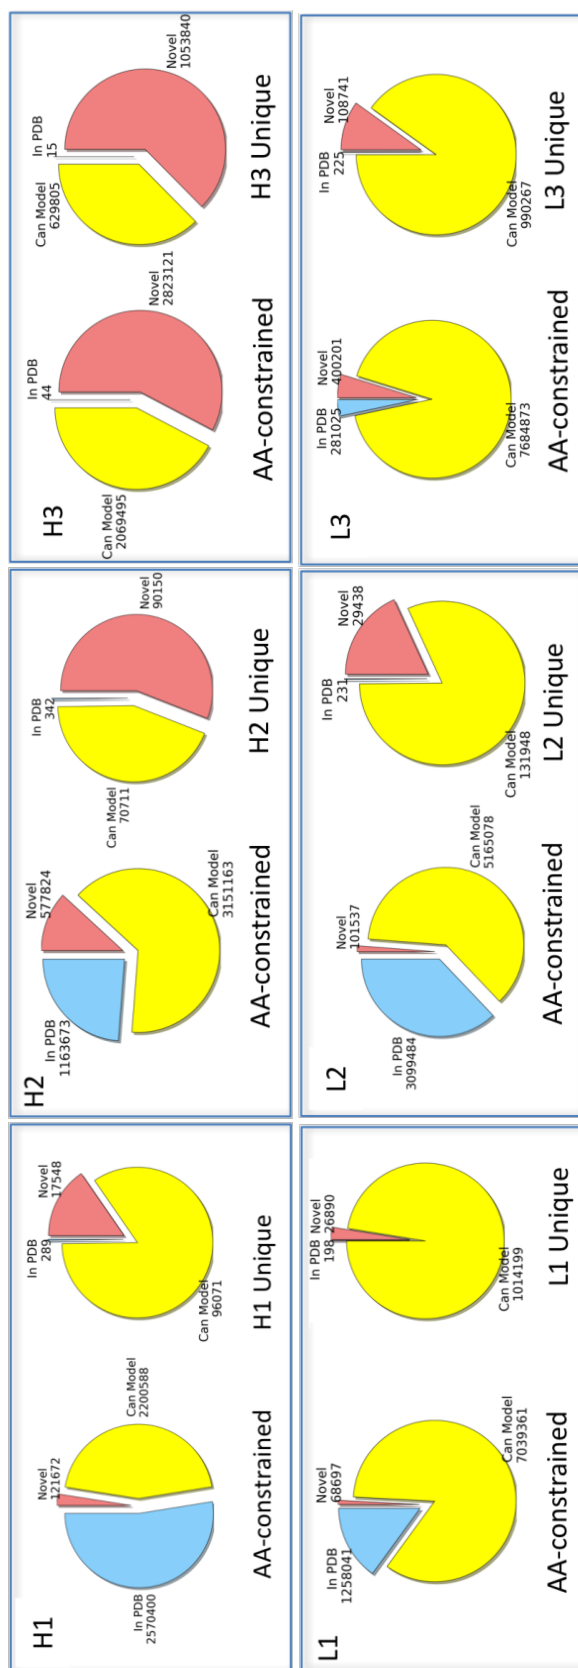 H1
In PDB
2570400
Novel
121672
Can Model
2200588
AA-constrained
In PDB
289
Novel
17548
Can Model
96071
H1 Unique
H2
In PDB
1163673
Novel
577824
Can Model
3151163
AA-constrained
In PDB
342
Novel
90150
Can Model
70711
H2 Unique
H3
In PDB
44
Novel
2823121
Can Model
2069495
AA-constrained
In PDB
15
Novel
1053840
Can Model
629805
H3 Unique
L1
In PDB
1258041
Novel
68697
Can Model
7039361
AA-constrained
In PDB
198
Novel
26890
Can Model
1014199
L1 Unique
L2
In PDB
3099484
Novel
101537
Can Model
5165078
AA-constrained
In PDB
231
Novel
29438
Can Model
131948
L2 Unique
L3
In PDB
281025
Novel
400201
Can Model
7684873
AA-constrained
In PDB
225
Novel
108741
Can Model
990267
L3 Unique